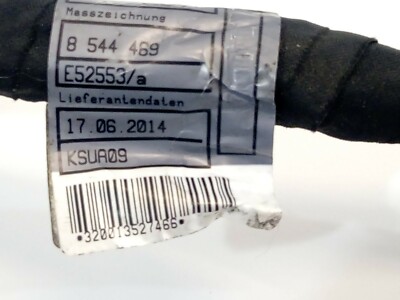 Masszeichnung
8 544 469
E52553/a
Lieferantendaten
17.06.2014
KSUA09
*320013527466*